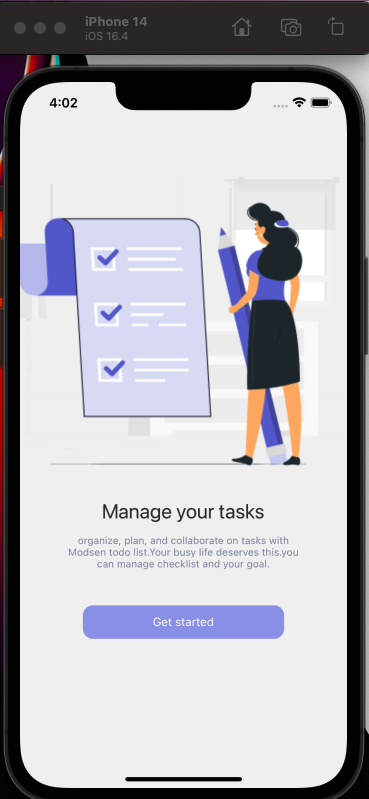 iPhone 14
iOS 16.4
4:02
Manage your tasks
organize, plan, and collaborate on tasks with
Modsen todo list.Your busy life deserves this.you
can manage checklist and your goal.
Get started